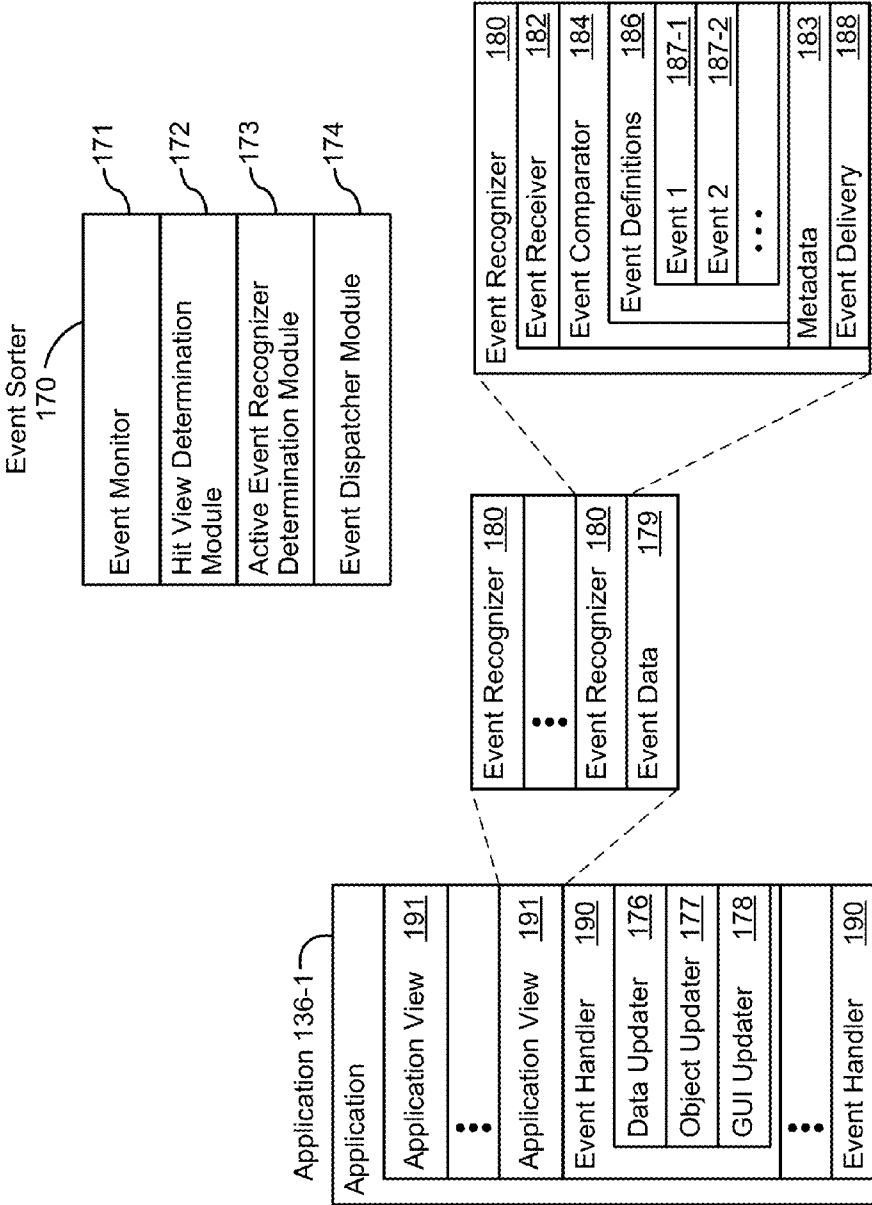 Event Sorter
170
Event Monitor
171
Hit View Determination
Module
172
Active Event Recognizer
Determination Module
173
Event Dispatcher Module
174
Application 136-1
Application
Application View 191
•••
Application View 191
Event Handler 190
Data Updater 176
Object Updater 177
GUI Updater 178
•••
Event Handler 190
Event Recognizer 180
•••
Event Recognizer 180
Event Data 179
Event Recognizer 180
Event Receiver 182
Event Comparator 184
Event Definitions 186
Event 1 187-1
Event 2 187-2
•••
Metadata 183
Event Delivery 188